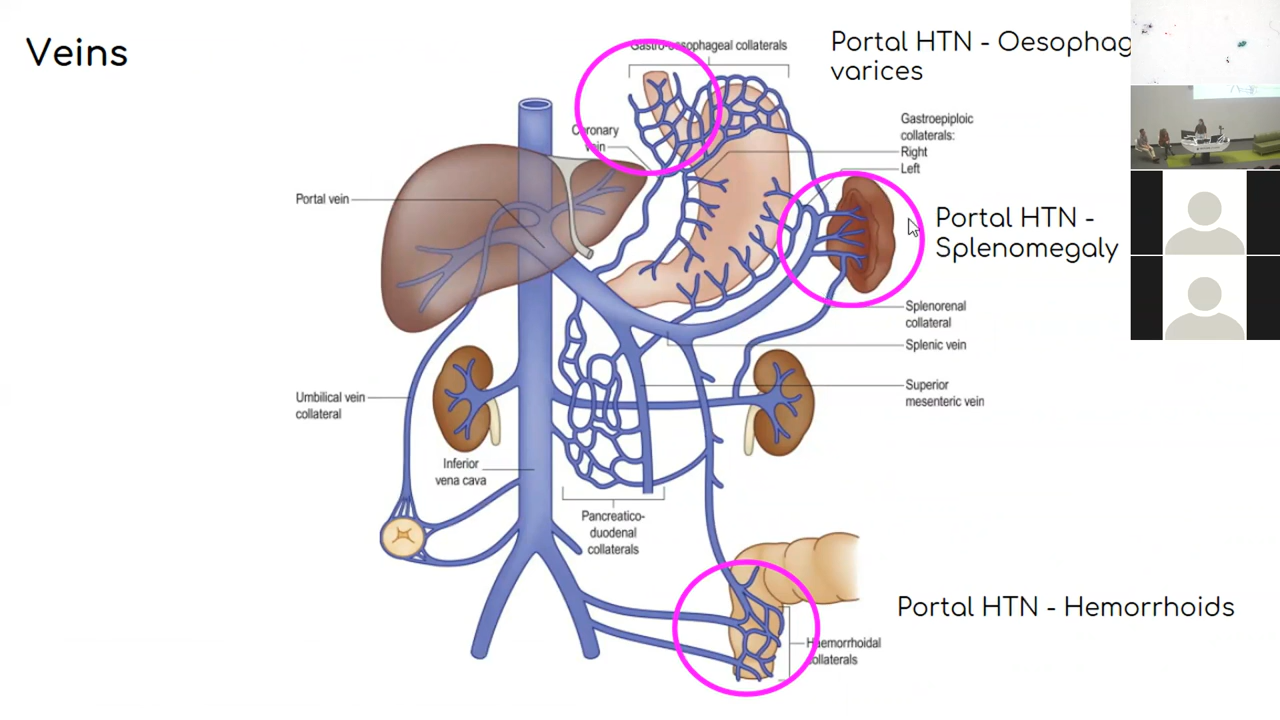 Veins
Gastro-oesophageal collaterals
Portal HTN - Oesophag
varices
Coronary
vein
Gastroepiploic
collaterals:
Right
Left
Portal vein
Portal HTN -
Splenomegaly
Splenorenal
collateral
Splenic vein
Superior
mesenteric vein
Umbilical vein
collateral
Inferior
vena cava
Pancreatico-
duodenal
collaterals
Portal HTN - Hemorrhoids
Haemorrhoidal
collaterals